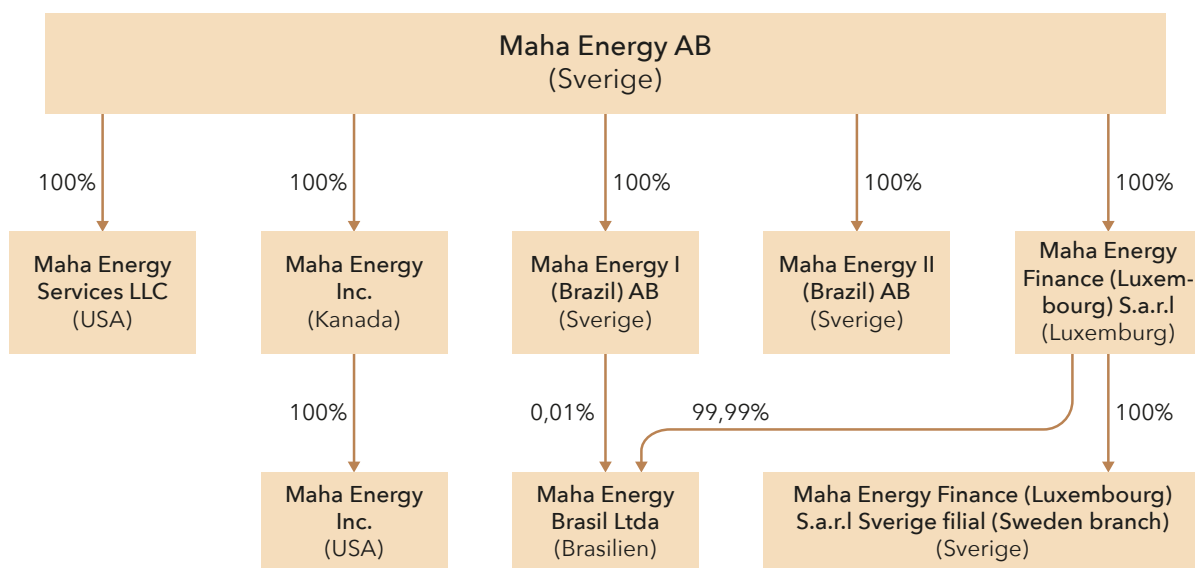 Maha Energy AB
(Sverige)
100%
100%
100%
100%
100%
Maha Energy
Services LLC
(USA)
Maha Energy
Inc.
(Kanada)
Maha Energy I
(Brazil) AB
(Sverige)
Maha Energy II
(Brazil) AB
(Sverige)
Maha Energy
Finance (Luxem-
bourg) S.a.r.l
(Luxemburg)
100%
0,01%
99,99%
100%
Maha Energy
Inc.
(USA)
Maha Energy
Brasil Ltda
(Brasilien)
Maha Energy Finance (Luxembourg)
S.a.r.l Sverige filial (Sweden branch)
(Sverige)